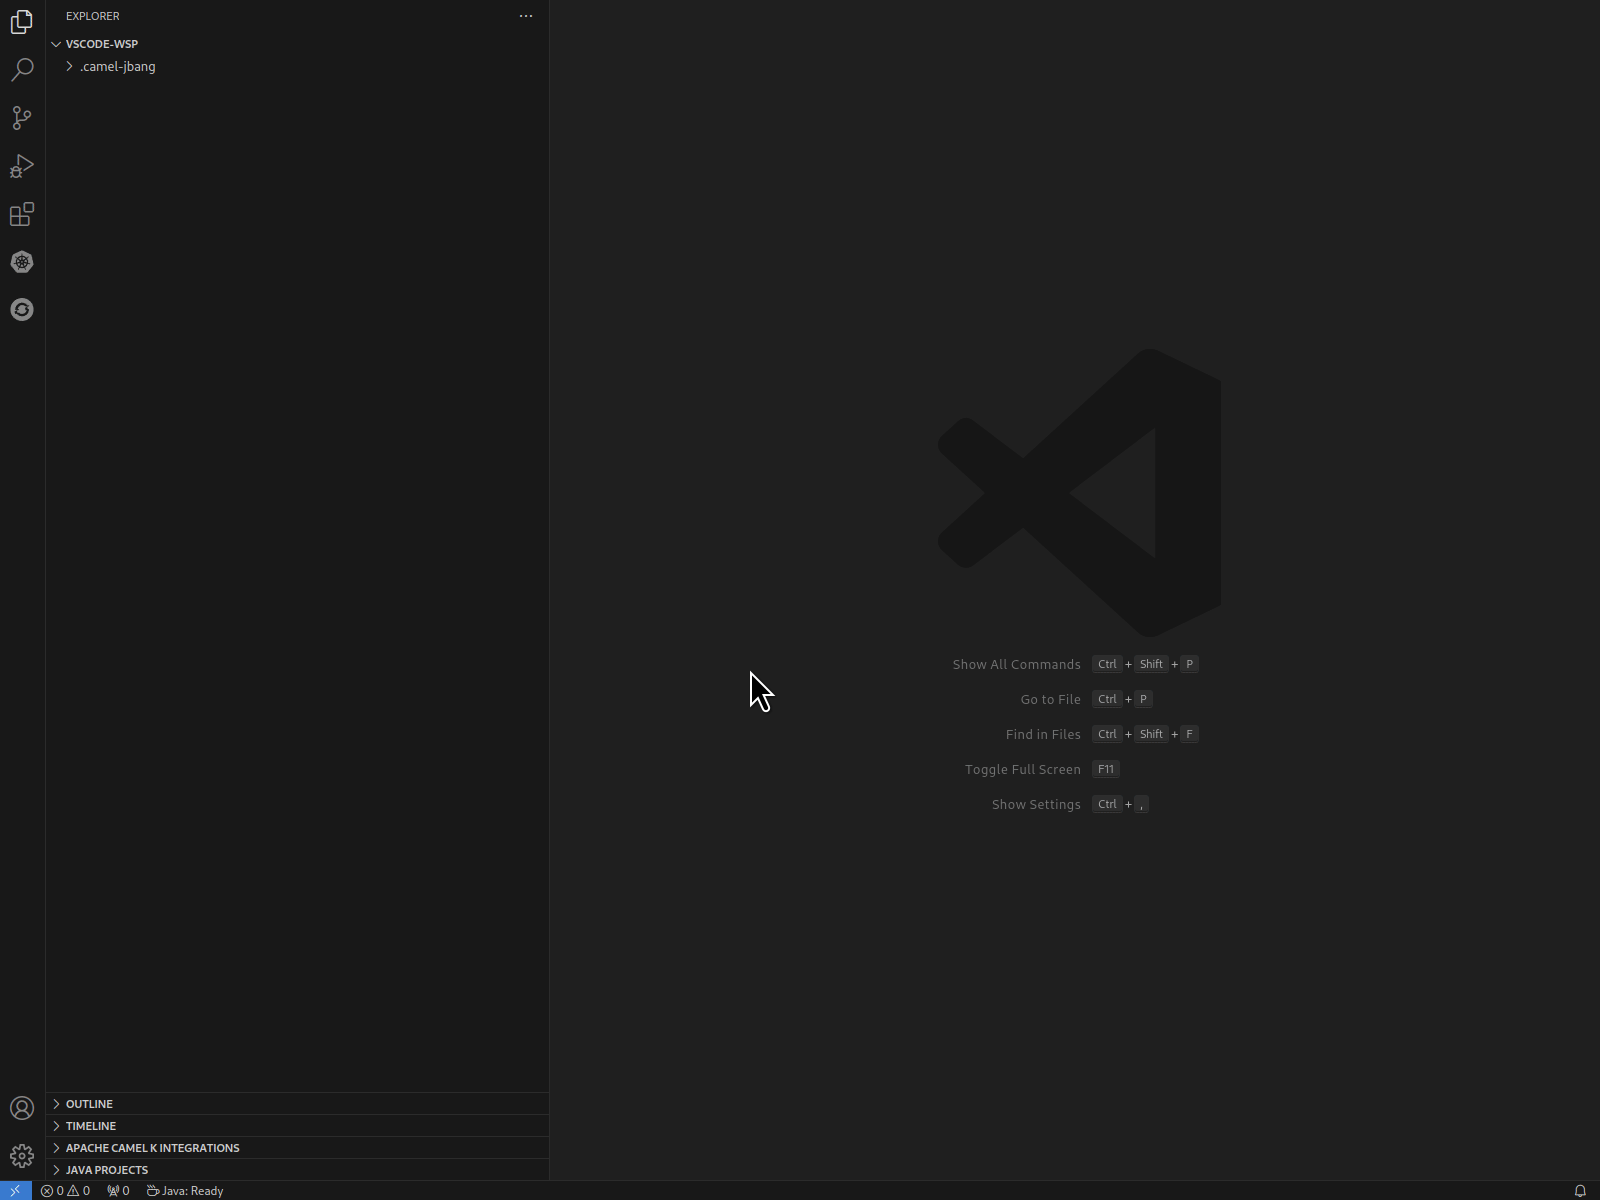 EXPLORER
VSCODE-WSP
.camel-jbang
Show All Commands Ctrl + Shift + P
Go to File Ctrl + P
Find in Files Ctrl + Shift + F
Toggle Full Screen F11
Show Settings Ctrl + ,
OUTLINE
TIMELINE
APACHE CAMEL K INTEGRATIONS
JAVA PROJECTS
0 0 0 Java: Ready